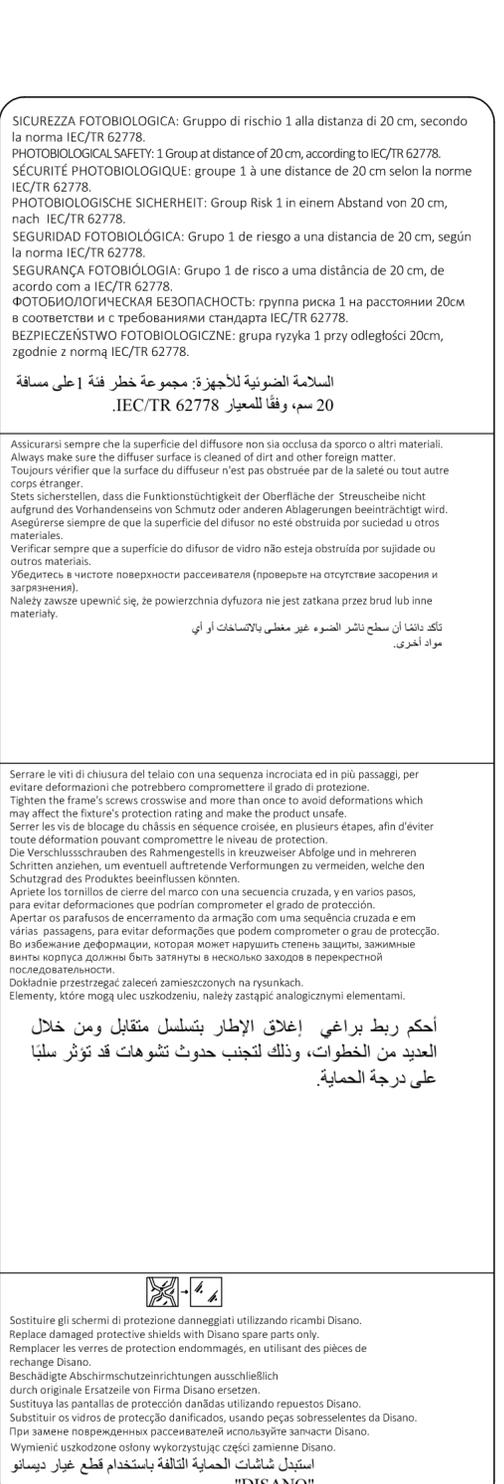 SICUREZZA FOTOBIOLOGICA: Gruppo di rischio 1 alla distanza di 20 cm, secondo
la norma IEC/TR 62778.
PHOTOBIOLOGICAL SAFETY: 1 Group at distance of 20 cm, according to IEC/TR 62778.
SÉCURITÉ PHOTOBIOLOGIQUE: groupe 1 à une distance de 20 cm selon la norme
IEC/TR 62778.
PHOTOBIOLOGISCHE SICHERHEIT: Group Risk 1 in einem Abstand von 20 cm,
nach IEC/TR 62778.
SEGURIDAD FOTOBIOLÓGICA: Grupo 1 de riesgo a una distancia de 20 cm, según
la norma IEC/TR 62778.
SEGURANÇA FOTOBIÓLOGIA: Grupo 1 de risco a uma distância de 20 cm, de
acordo com a IEC/TR 62778.
ФОТОБИОЛОГИЧЕСКАЯ БЕЗОПАСНОСТЬ: группа риска 1 на расстоянии 20см
в соответстви и с требованиями стандарта IEC/TR 62778.
BEZPIECZEŃSTWO FOTOBIOLOGICZNE: grupa ryzyka 1 przy odległości 20cm,
zgodnie z normą IEC/TR 62778.
السلامة الضوئية للأجهزة: مجموعة خطر فئة 1على مسافة
20 سم، وفقًا للمعيار IEC/TR 62778.
Assicurarsi sempre che la superficie del diffusore non sia occlusa da sporco o altri materiali.
Always make sure the diffuser surface is cleaned of dirt and other foreign matter.
Toujours vérifier que la surface du diffuseur n'est pas obstruée par de la saleté ou tout autre
corps étranger.
Stets sicherstellen, dass die Funktionstüchtigkeit der Oberfläche der Streuscheibe nicht
aufgrund des Vorhandenseins von Schmutz oder anderen Ablagerungen beeinträchtigt wird.
Asegúrerse siempre de que la superficie del difusor no esté obstruida por suciedad u otros
materiales.
Verificar sempre que a superfície do difusor de vidro não esteja obstruída por sujidade ou
outros materiais.
Убедитесь в чистоте поверхности рассеивателя (проверьте на отсутствие засорения и
загрязнения).
Należy zawsze upewnić się, że powierzchnia dyfuzora nie jest zatkana przez brud lub inne
materiały.
تأكد دائمًا أن سطح ناشر الضوء غير مغطى بالاتساخات أو أي
مواد أخرى.
Serrare le viti di chiusura del telaio con una sequenza incrociata ed in più passaggi, per
evitare deformazioni che potrebbero compromettere il grado di protezione.
Tighten the frame's screws crosswise and more than once to avoid deformations which
may affect the fixture's protection rating and make the product unsafe.
Serrer les vis de blocage du châssis en séquence croisée, en plusieurs étapes, afin d'éviter
toute déformation pouvant compromettre le niveau de protection.
Die Verschlussschrauben des Rahmengestells in kreuzweiser Abfolge und in mehreren
Schritten anziehen, um eventuell auftretende Verformungen zu vermeiden, welche den
Schutzgrad des Produktes beeinflussen könnten.
Apriete los tornillos de cierre del marco con una secuencia cruzada, y en varios pasos,
para evitar deformaciones que podrían comprometer el grado de protección.
Apertar os parafusos de encerramento da armação com uma sequência cruzada e em
várias passagens, para evitar deformações que podem comprometer o grau de protecção.
Во избежание деформации, которая может нарушить степень защиты, зажимные
винты корпуса должны быть затянуты в несколько заходов в перекрестной
последовательности.
Dokładnie przestrzegać zaleceń zamieszczonych na rysunkach.
Elementy, które mogą ulec uszkodzeniu, należy zastąpić analogicznymi elementami.
أحكم ربط براغي إغلاق الإطار بتسلسل متقابل ومن خلال
العديد من الخطوات، وذلك لتجنب حدوث تشوهات قد تؤثر سلبًا
على درجة الحماية.
Sostituire gli schermi di protezione danneggiati utilizzando ricambi Disano.
Replace damaged protective shields with Disano spare parts only.
Remplacer les verres de protection endommagés, en utilisant des pièces de
rechange Disano.
Beschädigte Abschirmschutzeinrichtungen ausschließlich
durch originale Ersatzeile von Firma Disano ersetzen.
Sustituya las pantallas de protección danãdas utilizando repuestos Disano.
Substituir os vidros de protecção danificados, usando peças sobresselentes da Disano.
При замене поврежденных рассеивателей используйте запчасти Disano.
Wymienić uszkodzone osłony wykorzystując części zamienne Disano.
استبدل شاشات الحماية التالفة باستخدام قطع غيار ديسانو
"DISANO"